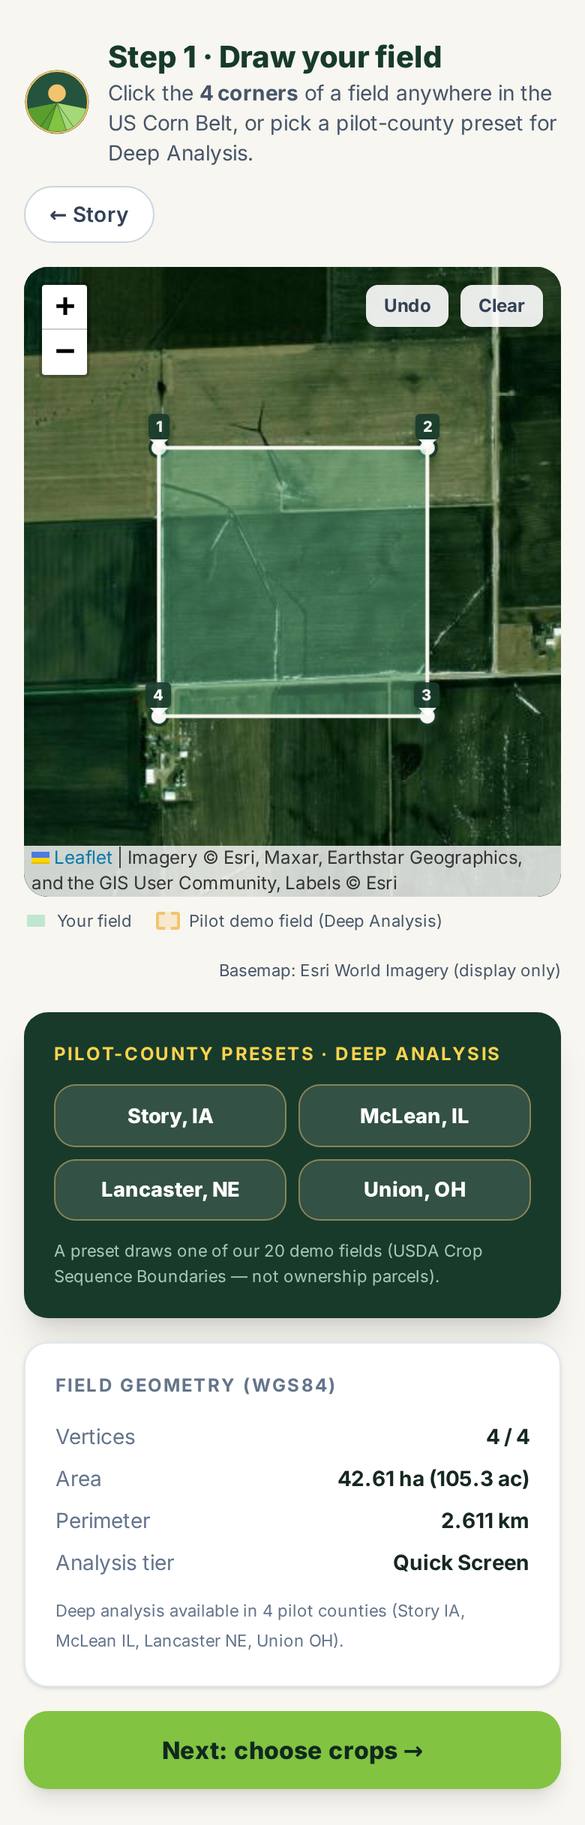 Step 1 · Draw your field
Click the 4 corners of a field anywhere in the
US Corn Belt, or pick a pilot-county preset for
Deep Analysis.
← Story
+
−
Undo
Clear
1
2
4
3
Leaflet | Imagery © Esri, Maxar, Earthstar Geographics,
and the GIS User Community, Labels © Esri
Your field
Pilot demo field (Deep Analysis)
Basemap: Esri World Imagery (display only)
PILOT-COUNTY PRESETS · DEEP ANALYSIS
Story, IA
McLean, IL
Lancaster, NE
Union, OH
A preset draws one of our 20 demo fields (USDA Crop
Sequence Boundaries — not ownership parcels).
FIELD GEOMETRY (WGS84)
Vertices 4 / 4
Area 42.61 ha (105.3 ac)
Perimeter 2.611 km
Analysis tier Quick Screen
Deep analysis available in 4 pilot counties (Story IA,
McLean IL, Lancaster NE, Union OH).
Next: choose crops →